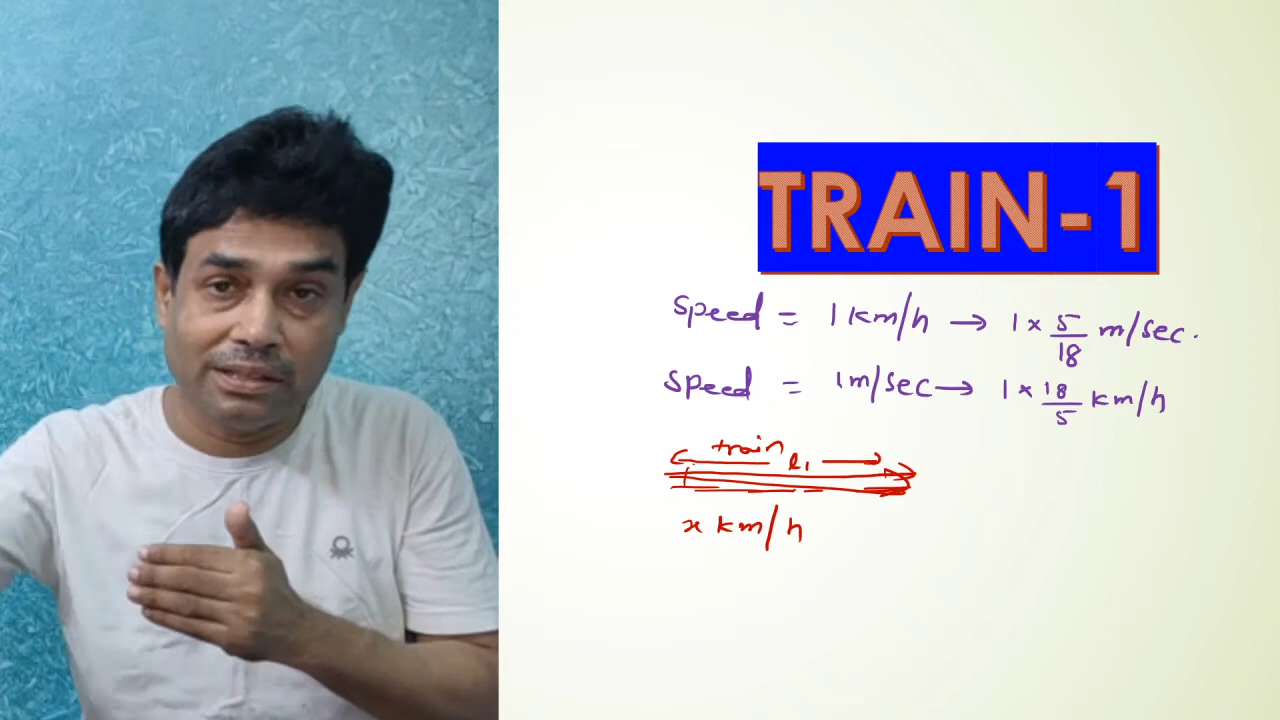 TRAIN-1
Speed = 1 km/h → 1 × 5/18 m/sec.
Speed = 1 m/sec → 1 × 18/5 km/h
train l₁
x km/h